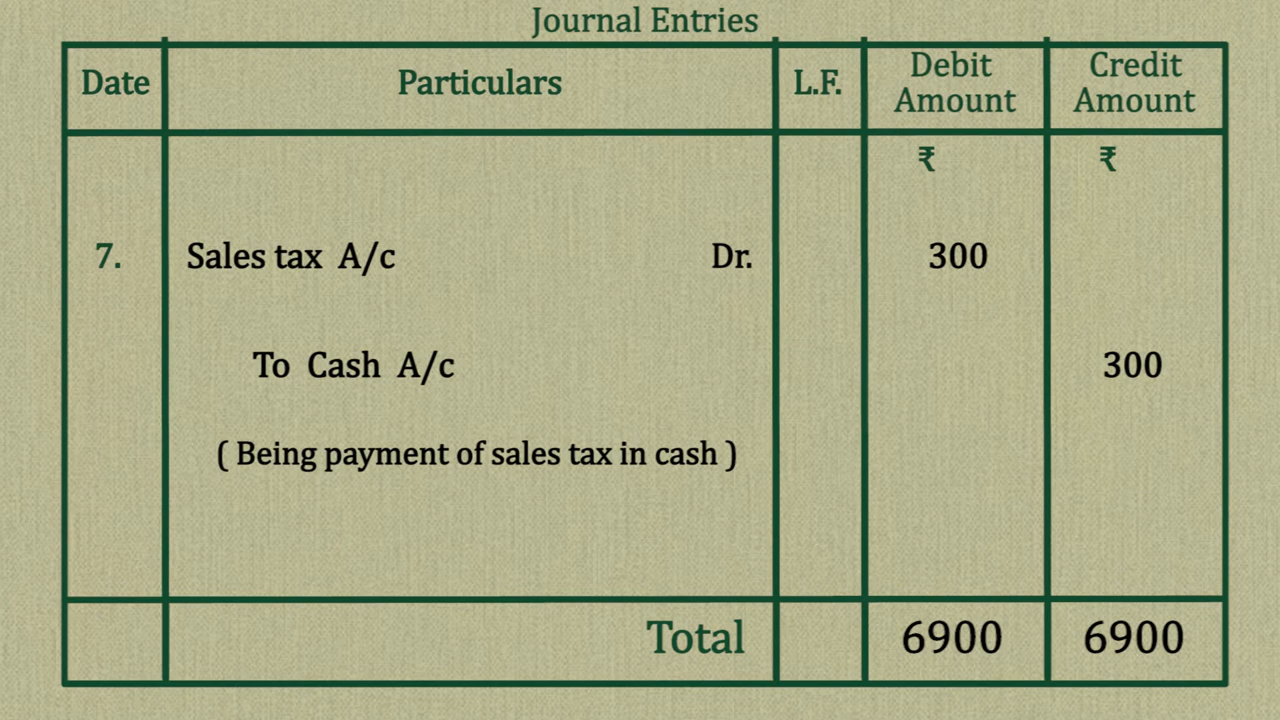 Journal Entries
Date Particulars L.F. Debit Amount Credit Amount
₹ ₹
7. Sales tax A/c Dr. 300
To Cash A/c 300
( Being payment of sales tax in cash )
Total 6900 6900